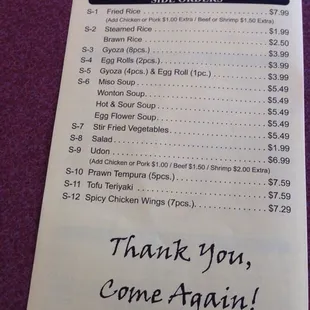 SIDE ORDERS
S-1 Fried Rice $7.99
(Add Chicken or Pork $1.00 Extra / Beef or Shrimp $1.50 Extra)
S-2 Steamed Rice $1.99
Brawn Rice $2.50
S-3 Gyoza (8pcs.) $3.99
S-4 Egg Rolls (2pcs.) $3.99
S-5 Gyoza (4pcs.) & Egg Roll (1pc.) $3.99
S-6 Miso Soup $5.49
Wonton Soup $5.49
Hot & Sour Soup $5.49
Egg Flower Soup $5.49
S-7 Stir Fried Vegetables $5.49
S-8 Salad $1.99
S-9 Udon $6.99
(Add Chicken or Pork $1.00 / Beef $1.50 / Shrimp $2.00 Extra)
S-10 Prawn Tempura (5pcs.) $7.59
S-11 Tofu Teriyaki $7.59
S-12 Spicy Chicken Wings (7pcs.) $7.29
Thank You,
Come Again!